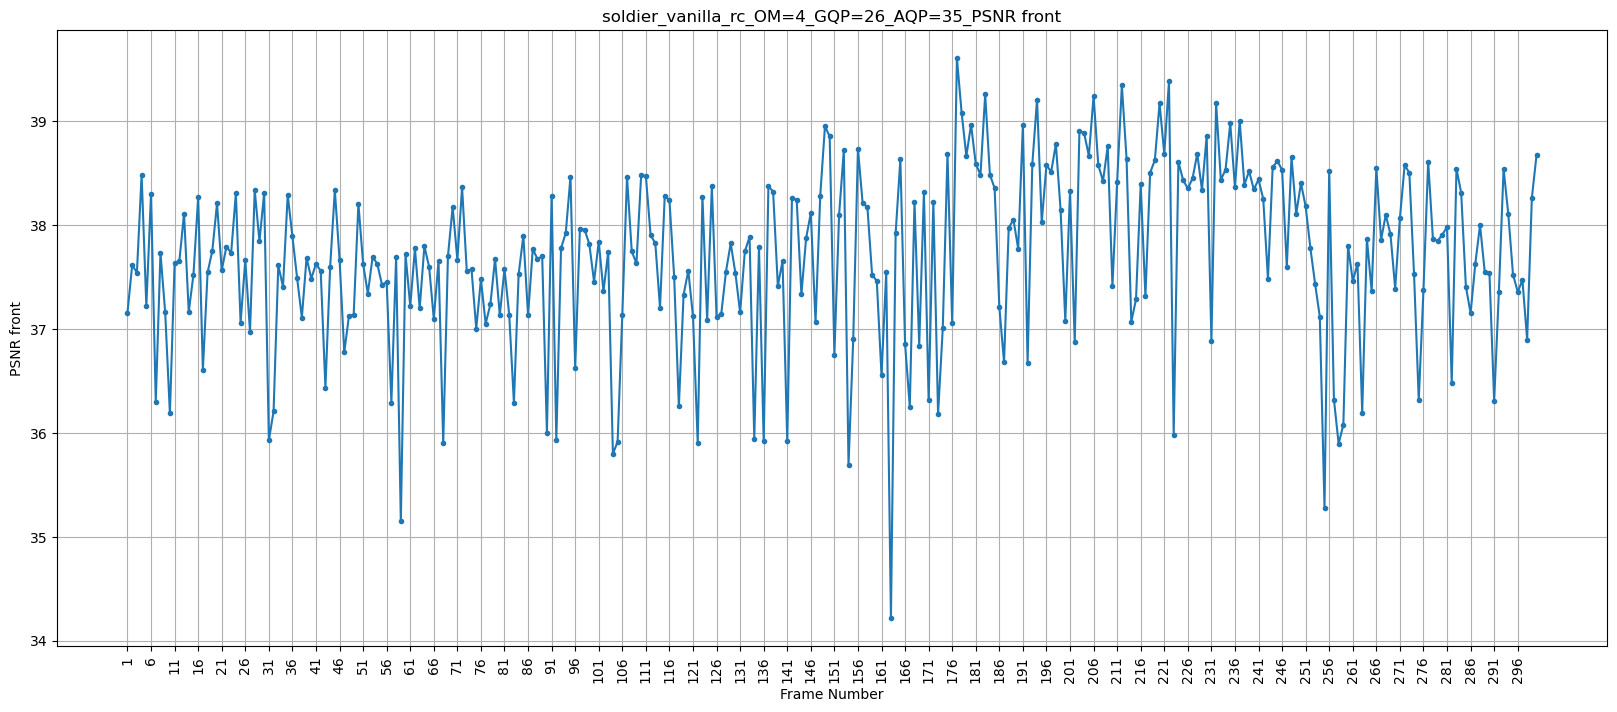 soldier_vanilla_rc_OM=4_GQP=26_AQP=35_PSNR front
PSNR front
39
38
37
36
35
34
1 6 11 16 21 26 31 36 41 46 51 56 61 66 71 76 81 86 91 96 101 106 111 116 121 126 131 136 141 146 151 156 161 166 171 176 181 186 191 196 201 206 211 216 221 226 231 236 241 246 251 256 261 266 271 276 281 286 291 296
Frame Number